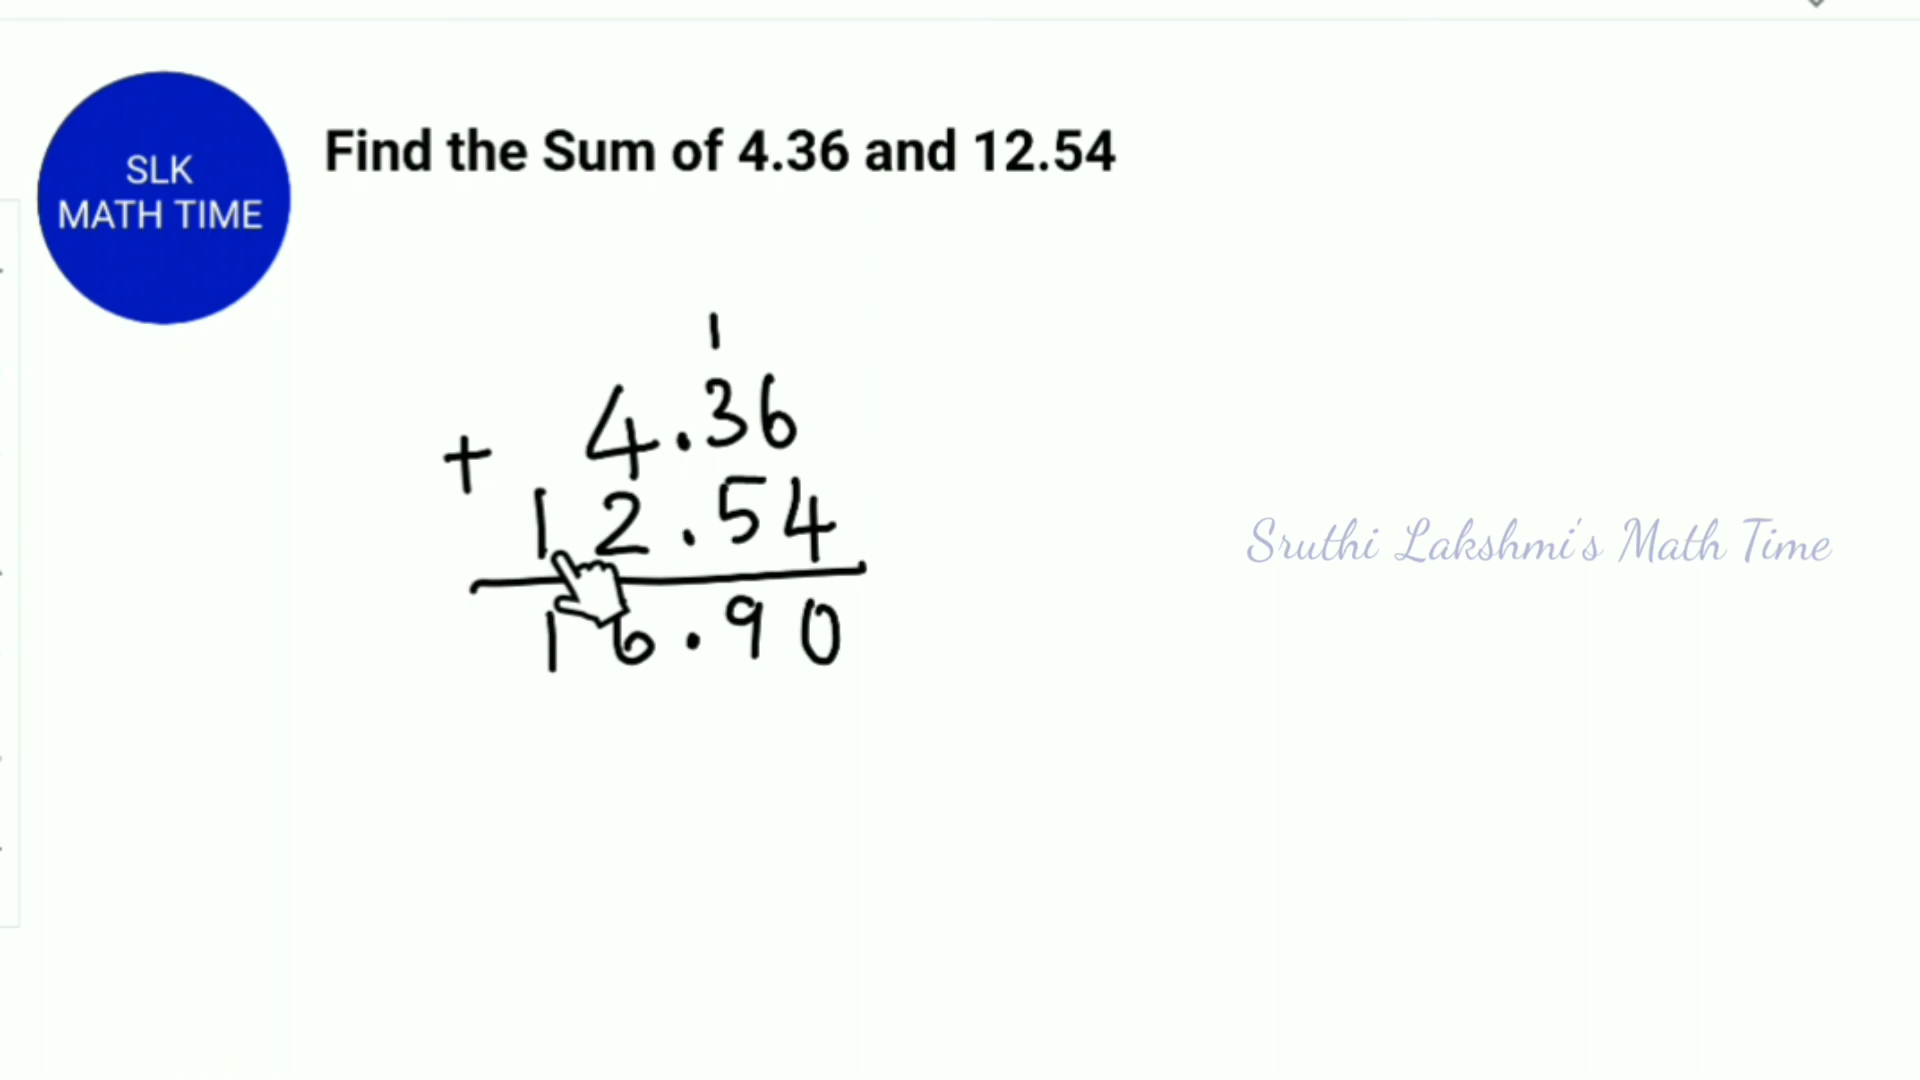 SLK
MATH TIME
Find the Sum of 4.36 and 12.54
1
4.36
+
12.54
16.90
Sruthi Lakshmi's Math Time